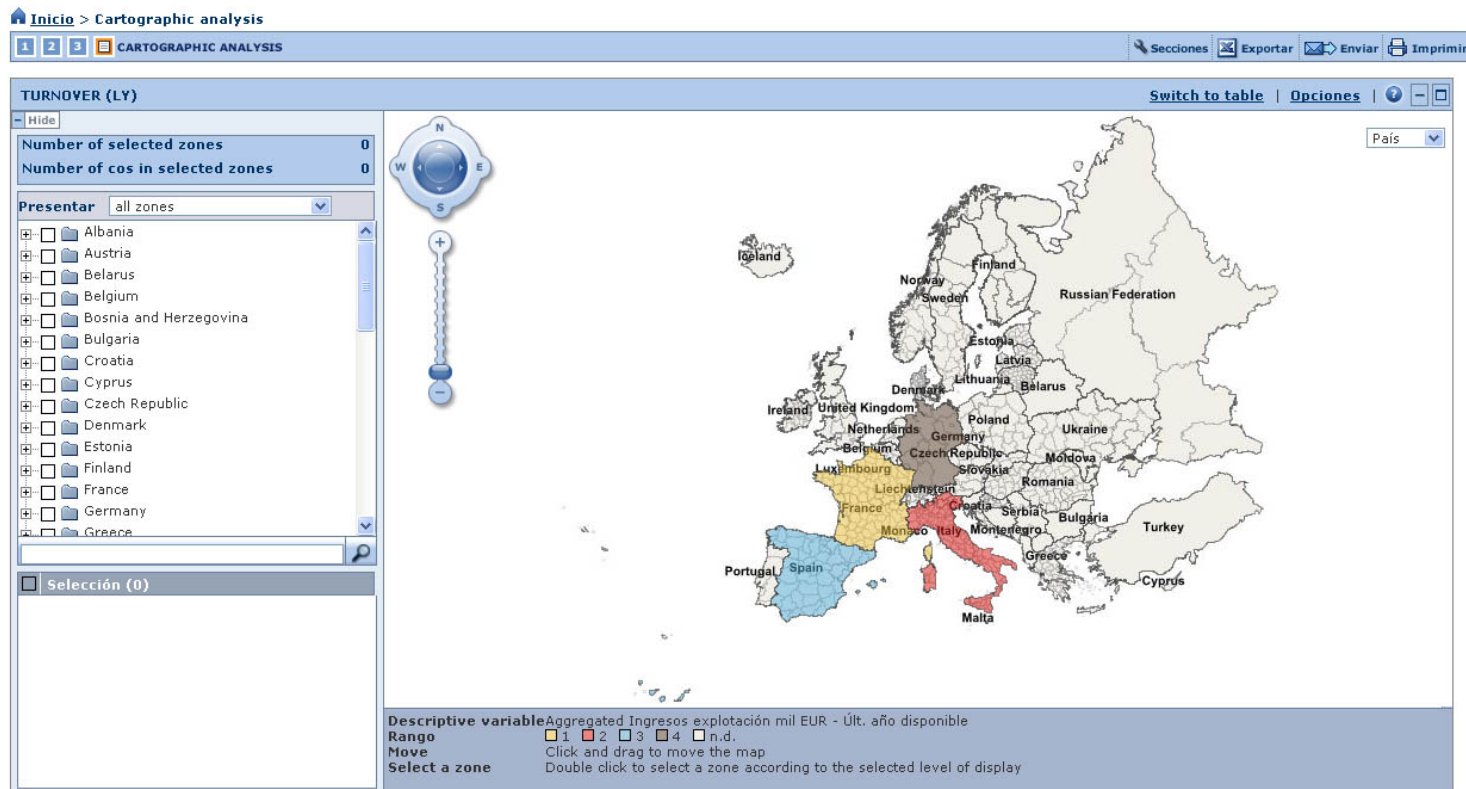 Inicio > Cartographic analysis
1 2 3 CARTOGRAPHIC ANALYSIS
Secciones Exportar Enviar Imprimir
TURNOVER (LY)
Switch to table | Opciones | ?
Hide
Number of selected zones 0
Number of cos in selected zones 0
Presentar all zones
Albania
Austria
Belarus
Belgium
Bosnia and Herzegovina
Bulgaria
Croatia
Cyprus
Czech Republic
Denmark
Estonia
Finland
France
Germany
Greece
Selección (0)
N
W E
S
País
Iceland
Finland
Norway
Sweden
Russian Federation
Estonia
Latvia
Lithuania
Denmark
Belarus
Ireland United Kingdom
Netherlands
Poland
Germany
Ukraine
Belgium
Czech Republic
Moldova
Luxembourg
Slovakia
Romania
Liechtenstein
France
Croatia
Serbia
Bulgaria
Turkey
Monaco Italy Montenegro
Greece
Portugal Spain
Cyprus
Malta
Descriptive variable Aggregated Ingresos explotación mil EUR - Últ. año disponible
Rango 1 2 3 4 n.d.
Move Click and drag to move the map
Select a zone Double click to select a zone according to the selected level of display